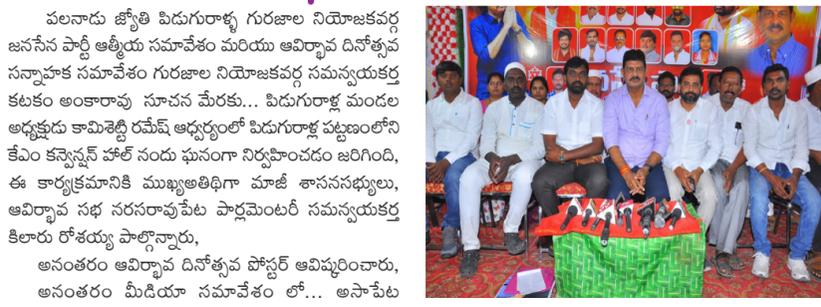 పలనాడు జ్యోతి పిడుగురాళ్ళ గురజాల నియోజకవర్గ
జనసేన పార్టీ ఆత్మీయ సమావేశం మరియు ఆవిర్భావ దినోత్సవ
సన్నాహక సమావేశం గురజాల నియోజకవర్గ సమన్వయకర్త
కటకం అంకారావు సూచన మేరకు... పిడుగురాళ్ల మండల
అధ్యక్షుడు కామిశెట్టి రమేష్ ఆధ్వర్యంలో పిడుగురాళ్ల పట్టణంలోని
కేఎం కన్వెన్షన్ హాల్ నందు ఘనంగా నిర్వహించడం జరిగింది,
ఈ కార్యక్రమానికి ముఖ్యఅతిథిగా మాజీ శాసనసభ్యులు,
ఆవిర్భావ సభ నరసరావుపేట పార్లమెంటరీ సమన్వయకర్త
కిలారు రోశయ్య పాల్గొన్నారు,
అనంతరం ఆవిర్భావ దినోత్సవ పోస్టర్ ఆవిష్కరించారు,
అనంతరం మీడియా సమావేశం లో...